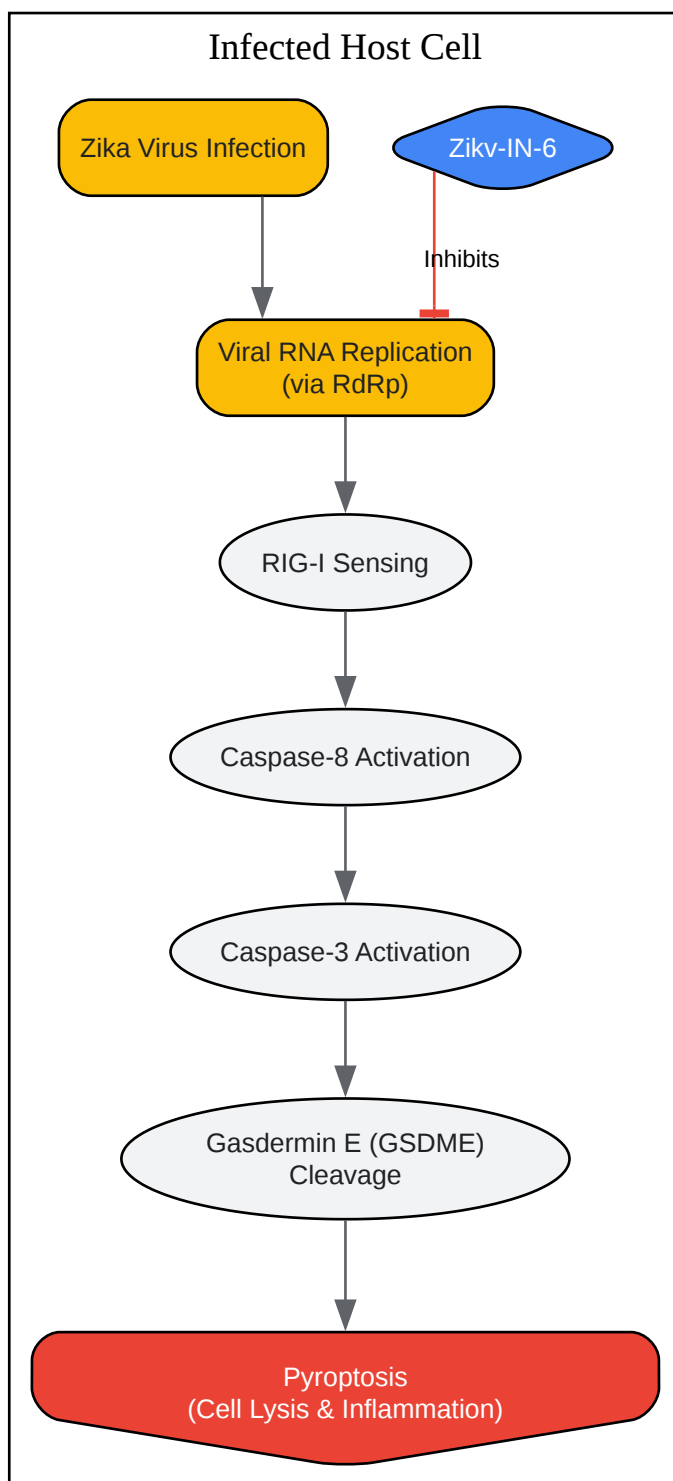 Infected Host Cell
Zika Virus Infection
Zikv-IN-6
Inhibits
Viral RNA Replication
(via RdRp)
RIG-I Sensing
Caspase-8 Activation
Caspase-3 Activation
Gasdermin E (GSDME)
Cleavage
Pyroptosis
(Cell Lysis & Inflammation)